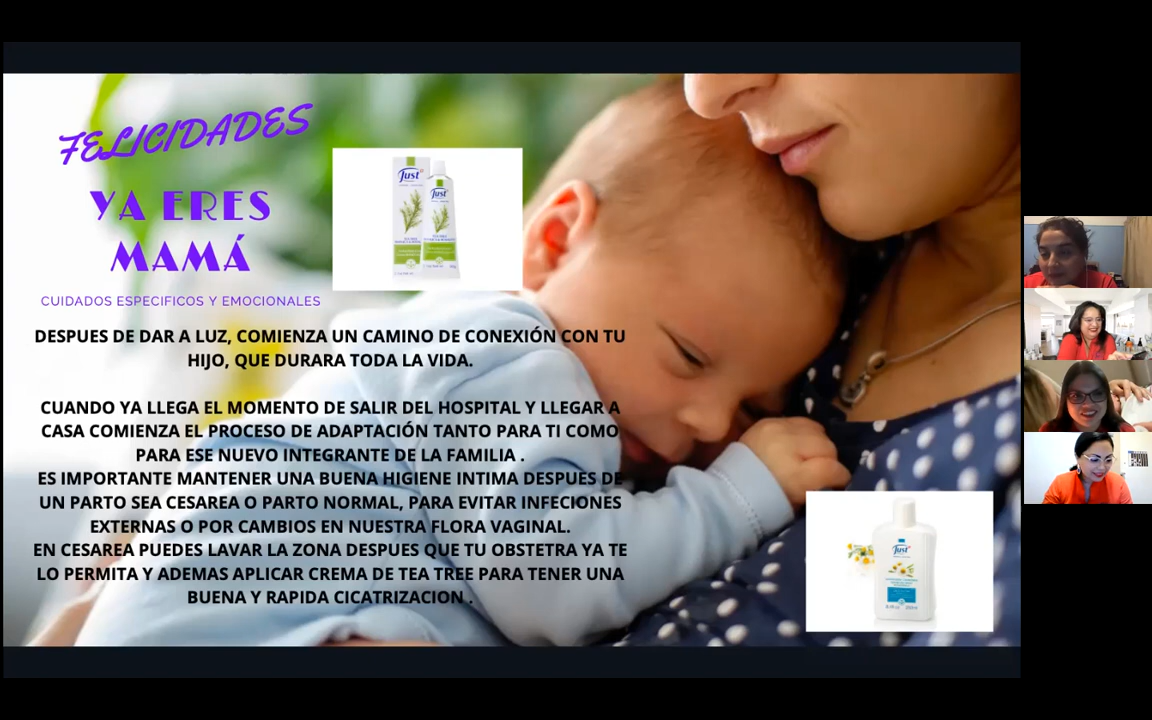 FELICIDADES
YA ERES
MAMÁ
CUIDADOS ESPECIFICOS Y EMOCIONALES
DESPUES DE DAR A LUZ, COMIENZA UN CAMINO DE CONEXIÓN CON TU
HIJO, QUE DURARA TODA LA VIDA.
CUANDO YA LLEGA EL MOMENTO DE SALIR DEL HOSPITAL Y LLEGAR A
CASA COMIENZA EL PROCESO DE ADAPTACIÓN TANTO PARA TI COMO
PARA ESE NUEVO INTEGRANTE DE LA FAMILIA .
ES IMPORTANTE MANTENER UNA BUENA HIGIENE INTIMA DESPUES DE
UN PARTO SEA CESAREA O PARTO NORMAL, PARA EVITAR INFECIONES
EXTERNAS O POR CAMBIOS EN NUESTRA FLORA VAGINAL.
EN CESAREA PUEDES LAVAR LA ZONA DESPUES QUE TU OBSTETRA YA TE
LO PERMITA Y ADEMAS APLICAR CREMA DE TEA TREE PARA TENER UNA
BUENA Y RAPIDA CICATRIZACION .
Just
Just
Just